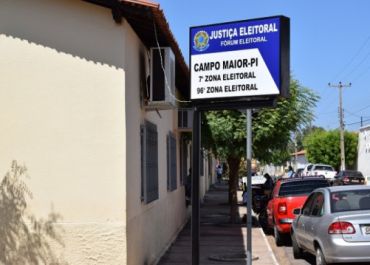 JUSTIÇA ELEITORAL
FÓRUM ELEITORAL
CAMPO MAIOR-PI
7ª ZONA ELEITORAL
96ª ZONA ELEITORAL